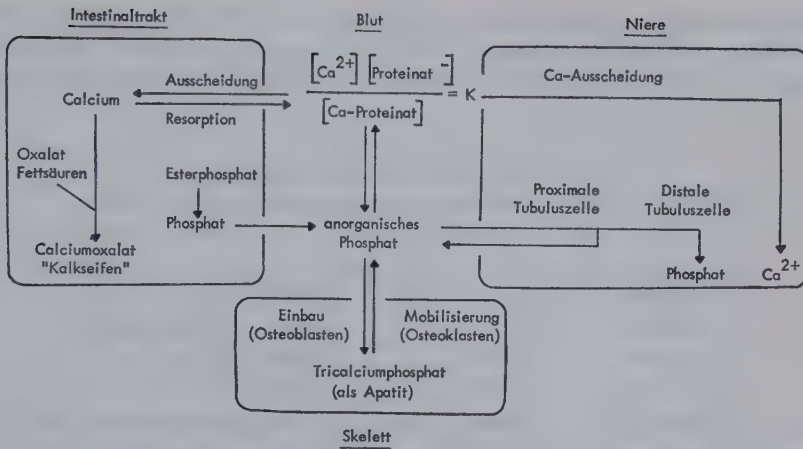 Intestinaltrakt
Blut
Niere
Ausscheidung
Calcium
Resorption
[Ca2+] [Proteinat-]
[Ca-Proteinat]
= K
Ca-Ausscheidung
Oxalat
Fettsäuren
Esterphosphat
Phosphat
Calciumoxalat
"Kalkseifen"
anorganisches
Phosphat
Proximale
Tubuluszelle
Distale
Tubuluszelle
Phosphat
Ca2+
Einbau
(Osteoblasten)
Mobilisierung
(Osteoklasten)
Tricalciumphosphat
(als Apatit)
Skelett